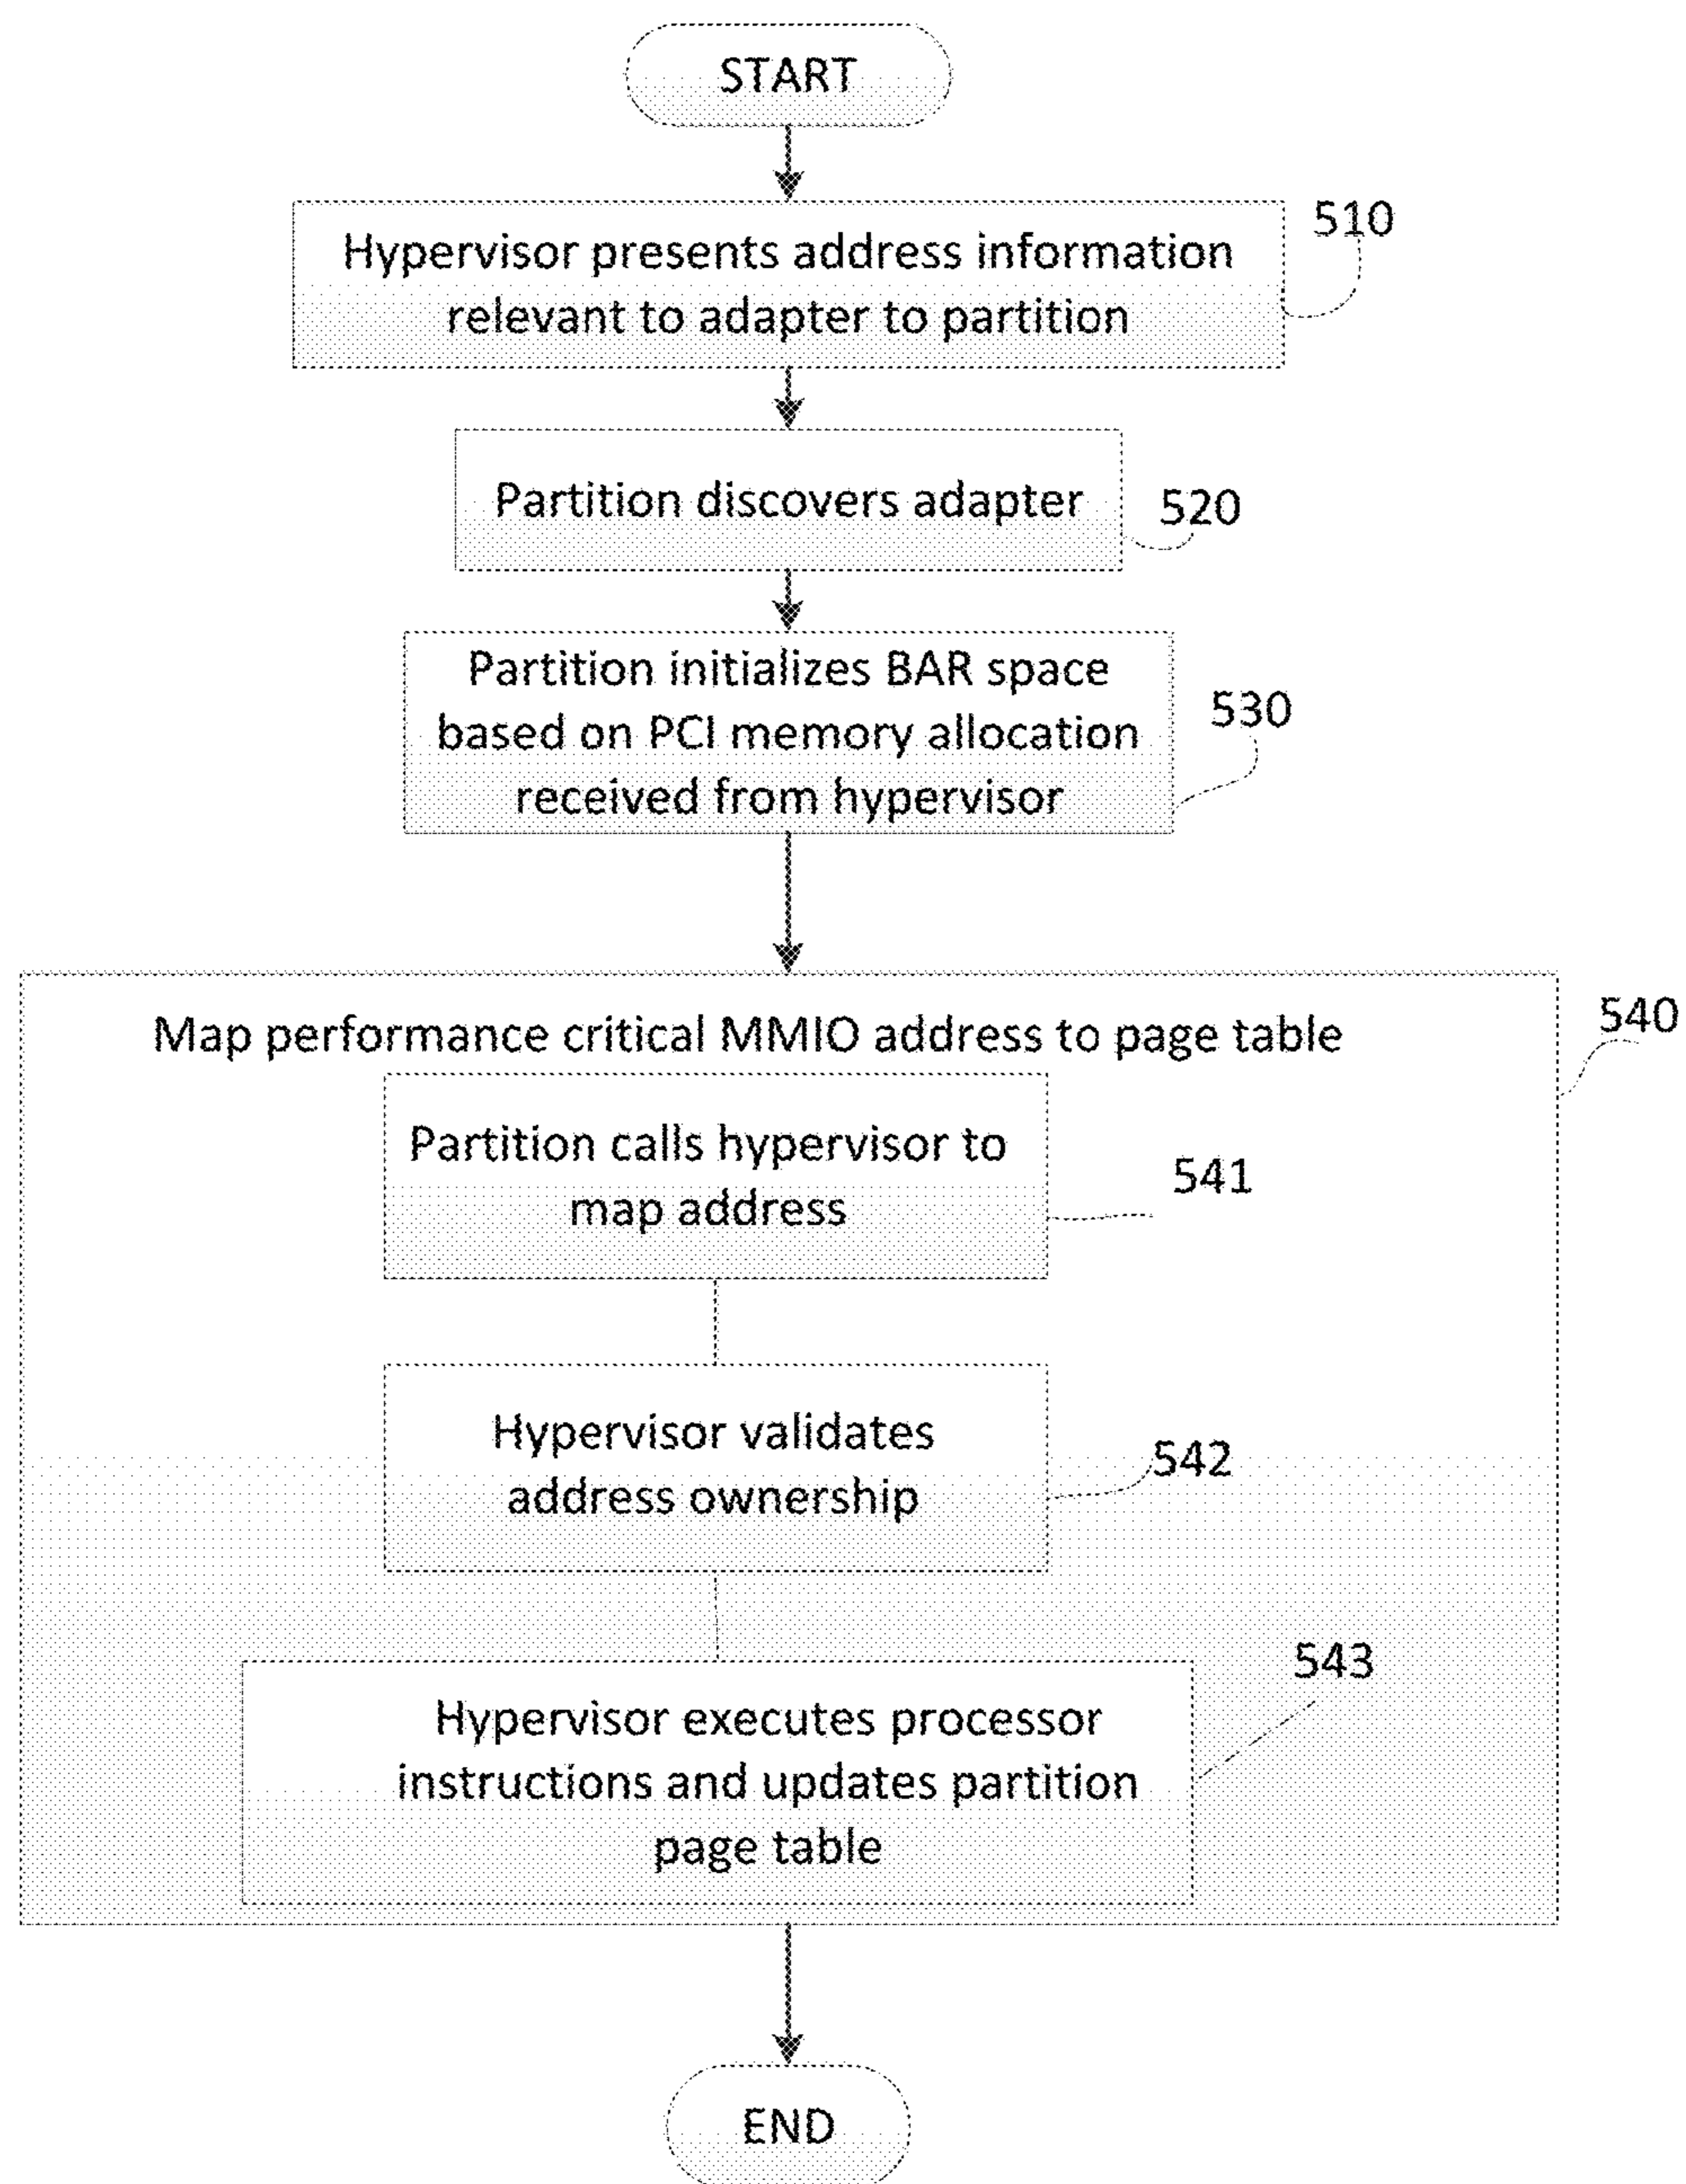 START
Hypervisor presents address information
relevant to adapter to partition
510
Partition discovers adapter
520
Partition initializes BAR space
based on PCI memory allocation
received from hypervisor
530
Map performance critical MMIO address to page table
540
Partition calls hypervisor to
map address
541
Hypervisor validates
address ownership
542
Hypervisor executes processor
instructions and updates partition
page table
543
END